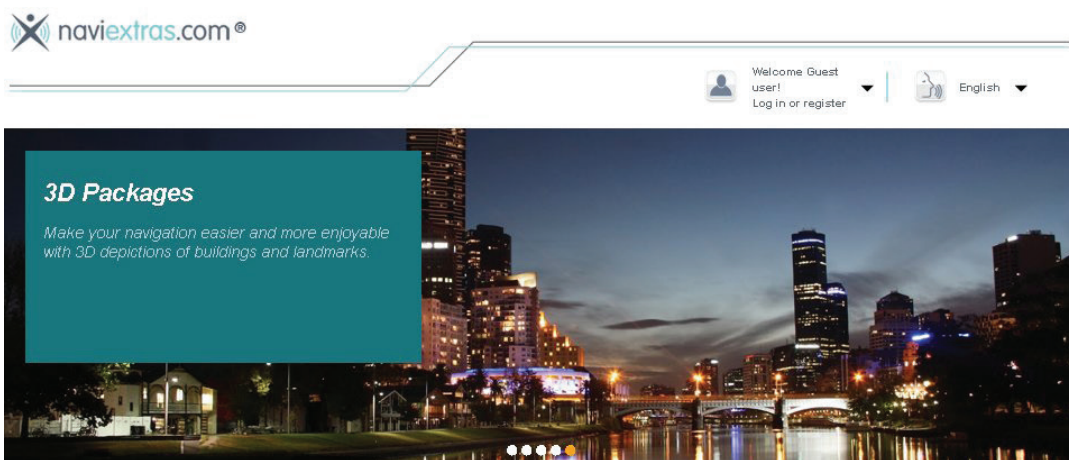 naviextras.com®
Welcome Guest
user!
Log in or register
English
3D Packages
Make your navigation easier and more enjoyable
with 3D depictions of buildings and landmarks.